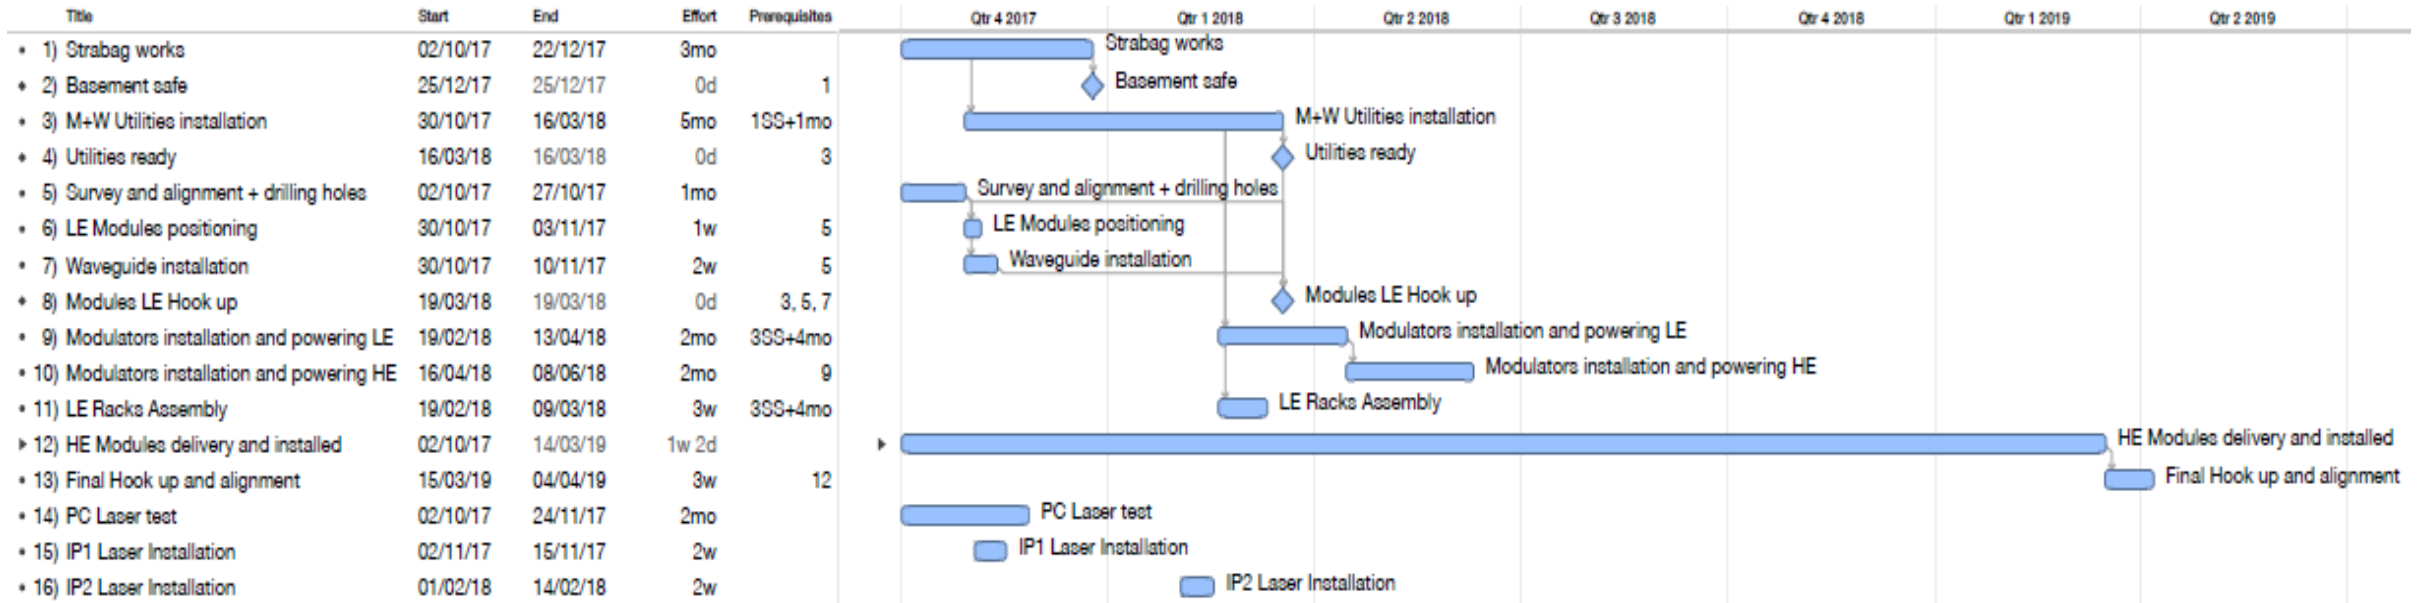 Title Start End Effort Prerequisites Qtr 4 2017 Qtr 1 2018 Qtr 2 2018 Qtr 3 2018 Qtr 4 2018 Qtr 1 2019 Qtr 2 2019
1) Strabag works 02/10/17 22/12/17 3mo Strabag works
2) Basement safe 25/12/17 25/12/17 0d 1 Basement safe
3) M+W Utilities installation 30/10/17 16/03/18 5mo 1SS+1mo M+W Utilities installation
4) Utilities ready 16/03/18 16/03/18 0d 3 Utilities ready
5) Survey and alignment + drilling holes 02/10/17 27/10/17 1mo Survey and alignment + drilling holes
6) LE Modules positioning 30/10/17 03/11/17 1w 5 LE Modules positioning
7) Waveguide installation 30/10/17 10/11/17 2w 5 Waveguide installation
8) Modules LE Hook up 19/03/18 19/03/18 0d 3, 5, 7 Modules LE Hook up
9) Modulators installation and powering LE 19/02/18 13/04/18 2mo 3SS+4mo Modulators installation and powering LE
10) Modulators installation and powering HE 16/04/18 08/06/18 2mo 9 Modulators installation and powering HE
11) LE Racks Assembly 19/02/18 09/03/18 3w 3SS+4mo LE Racks Assembly
12) HE Modules delivery and installed 02/10/17 14/03/19 1w 2d HE Modules delivery and installed
13) Final Hook up and alignment 15/03/19 04/04/19 3w 12 Final Hook up and alignment
14) PC Laser test 02/10/17 24/11/17 2mo PC Laser test
15) IP1 Laser Installation 02/11/17 15/11/17 2w IP1 Laser Installation
16) IP2 Laser Installation 01/02/18 14/02/18 2w IP2 Laser Installation